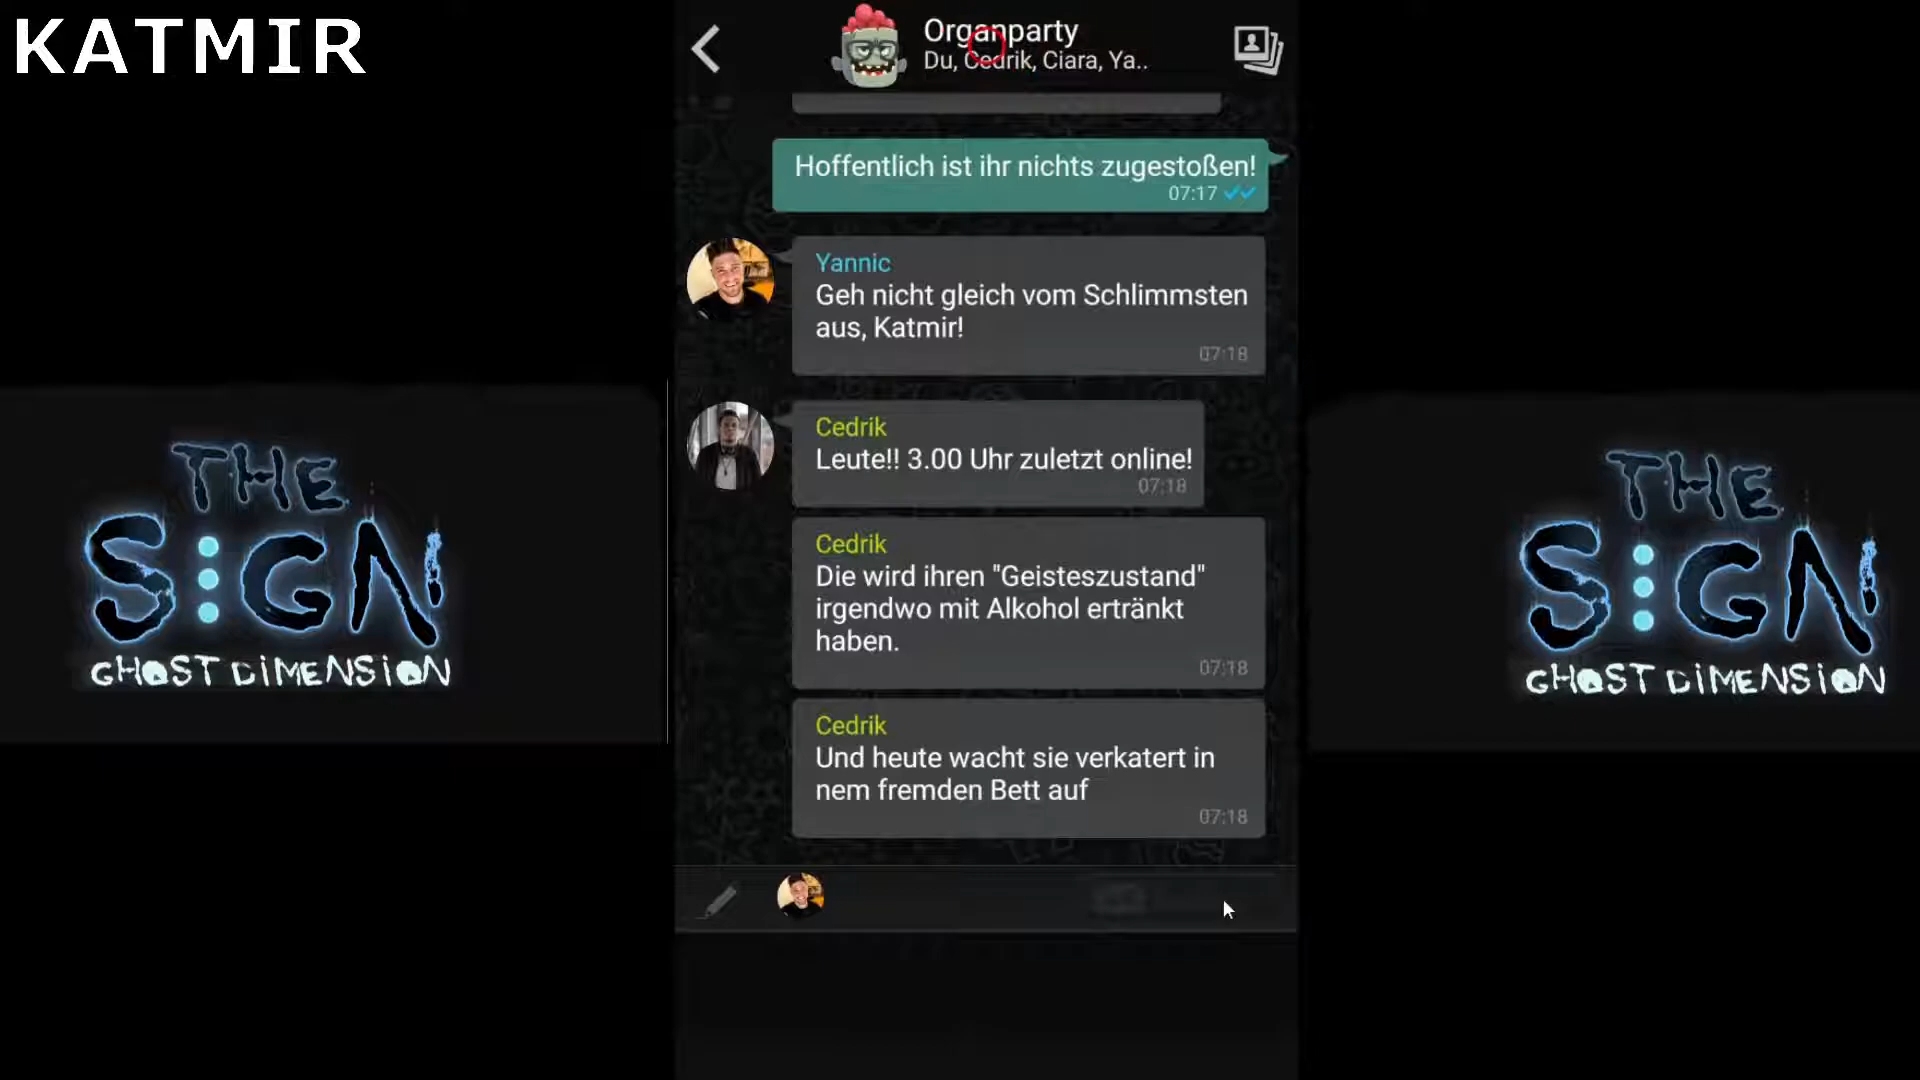 KATMIR
Organparty
Du, Cedrik, Ciara, Ya..
Hoffentlich ist ihr nichts zugestoßen!
07:17
Yannic
Geh nicht gleich vom Schlimmsten
aus, Katmir!
07:18
Cedrik
Leute!! 3.00 Uhr zuletzt online!
07:18
Cedrik
Die wird ihren "Geisteszustand"
irgendwo mit Alkohol ertränkt
haben.
07:18
Cedrik
Und heute wacht sie verkatert in
nem fremden Bett auf
07:18
THE
SIGN
GHOST DIMENSION
THE
SIGN
GHOST DIMENSION